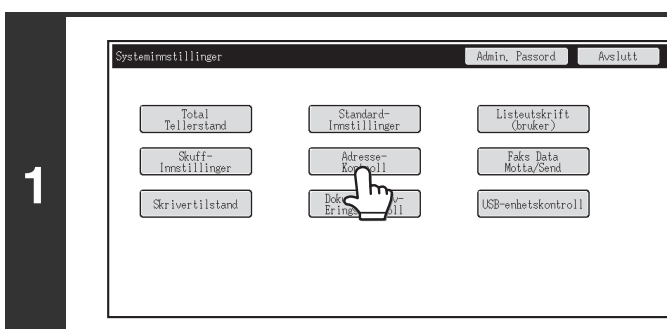 1
Systeminnstillinger
Admin. Passord
Avslutt
Total
Tellerstand
Standard-
Innstillinger
Listeutskrift
(bruker)
Skuff-
Innstillinger
Adresse-
Faks Data
Motta/Send
Skrivertilstand
USB-enhetskontroll